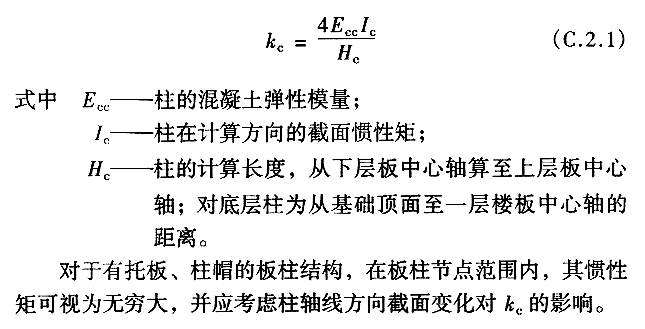 k_c = \frac{4E_{cc}I_c}{H_c} (C.2.1)
式中 E_{cc}——柱的混凝土弹性模量；
I_c——柱在计算方向的截面惯性矩；
H_c——柱的计算长度，从下层板中心轴算至上层板中心
轴；对底层柱为从基础顶面至一层楼板中心轴的
距离。
对于有托板、柱帽的板柱结构，在板柱节点范围内，其惯性
矩可视为无穷大，并应考虑柱轴线方向截面变化对 k_c 的影响。